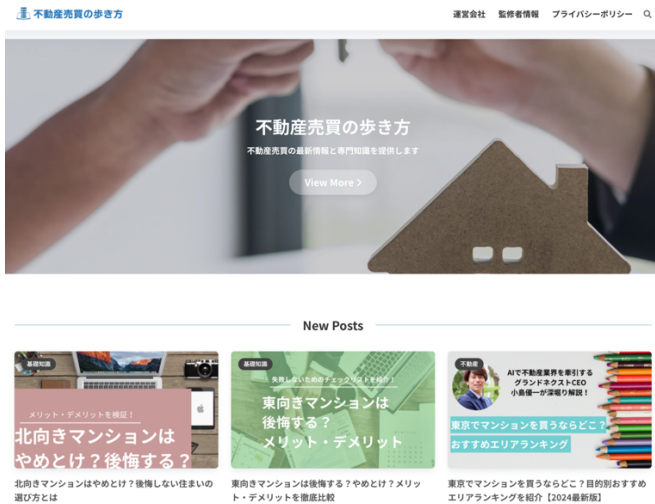 不動産売買の歩き方
運営会社 監修者情報 プライバシーポリシー
不動産売買の歩き方
不動産売買の最新情報と専門知識を提供します
View More >
New Posts
基礎知識
メリット・デメリットを検証！
北向きマンションは
やめとけ？後悔する？
北向きマンションはやめとけ？後悔しない住まいの
選び方とは
基礎知識
失敗しないためのチェックリストを紹介！
東向きマンションは
後悔する？
メリット・デメリット
東向きマンションは後悔する？やめとけ？メリッ
ト・デメリットを徹底比較
不動産
AIで不動産業界を牽引する
グランドネクストCEO
小島優一が深堀り解説！
東京でマンションを買うならどこ？
おすすめエリアランキング
東京でマンションを買うならどこ？目的別おすすめ
エリアランキングを紹介【2024最新版】